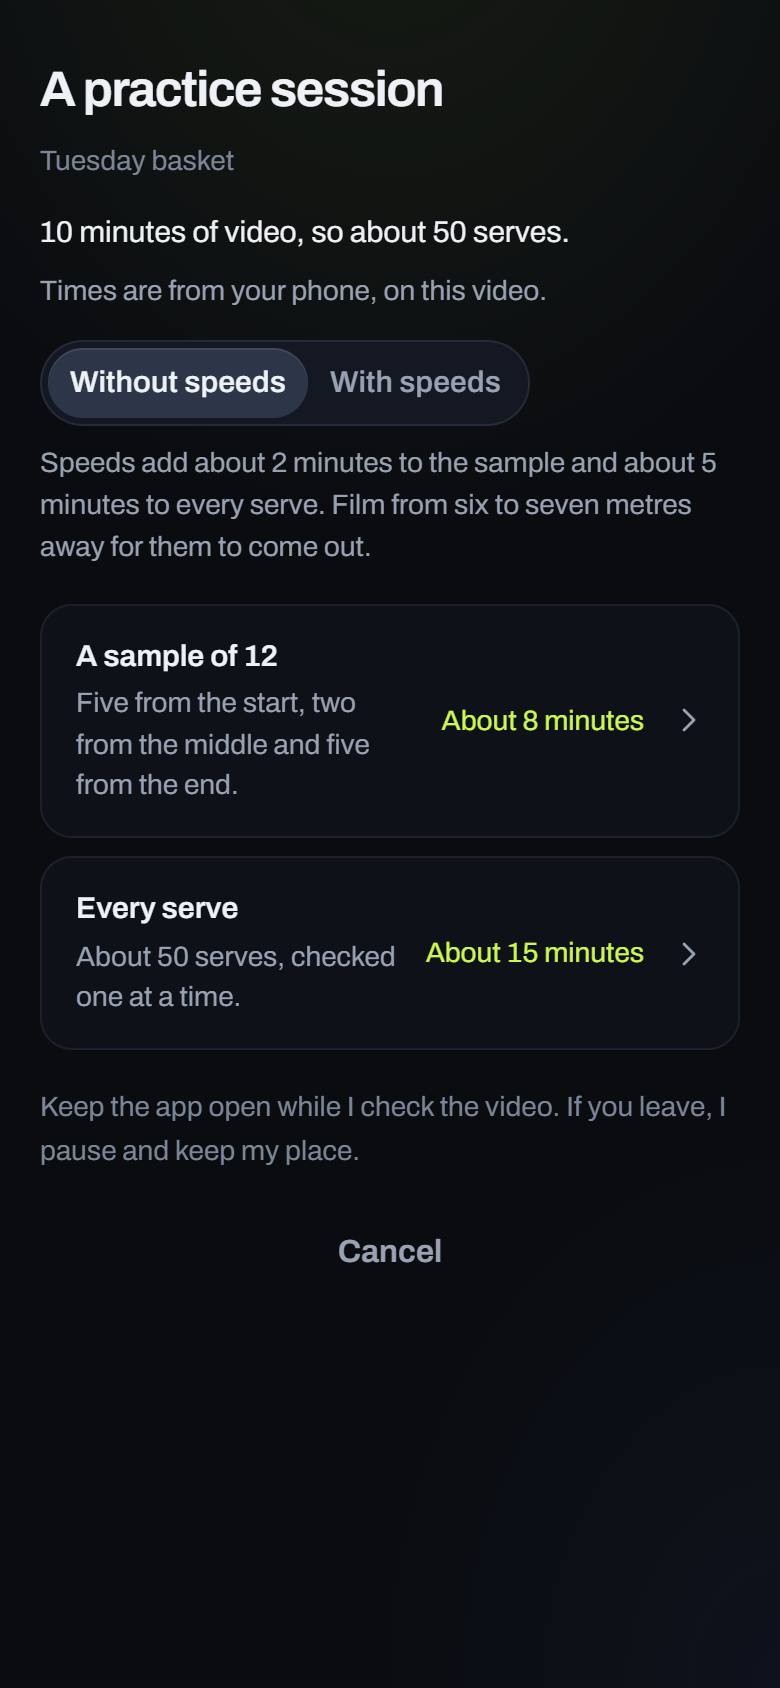 A practice session
Tuesday basket
10 minutes of video, so about 50 serves.
Times are from your phone, on this video.
Without speeds
With speeds
Speeds add about 2 minutes to the sample and about 5
minutes to every serve. Film from six to seven metres
away for them to come out.
A sample of 12
Five from the start, two
from the middle and five
from the end.
About 8 minutes
Every serve
About 50 serves, checked
one at a time.
About 15 minutes
Keep the app open while I check the video. If you leave, I
pause and keep my place.
Cancel